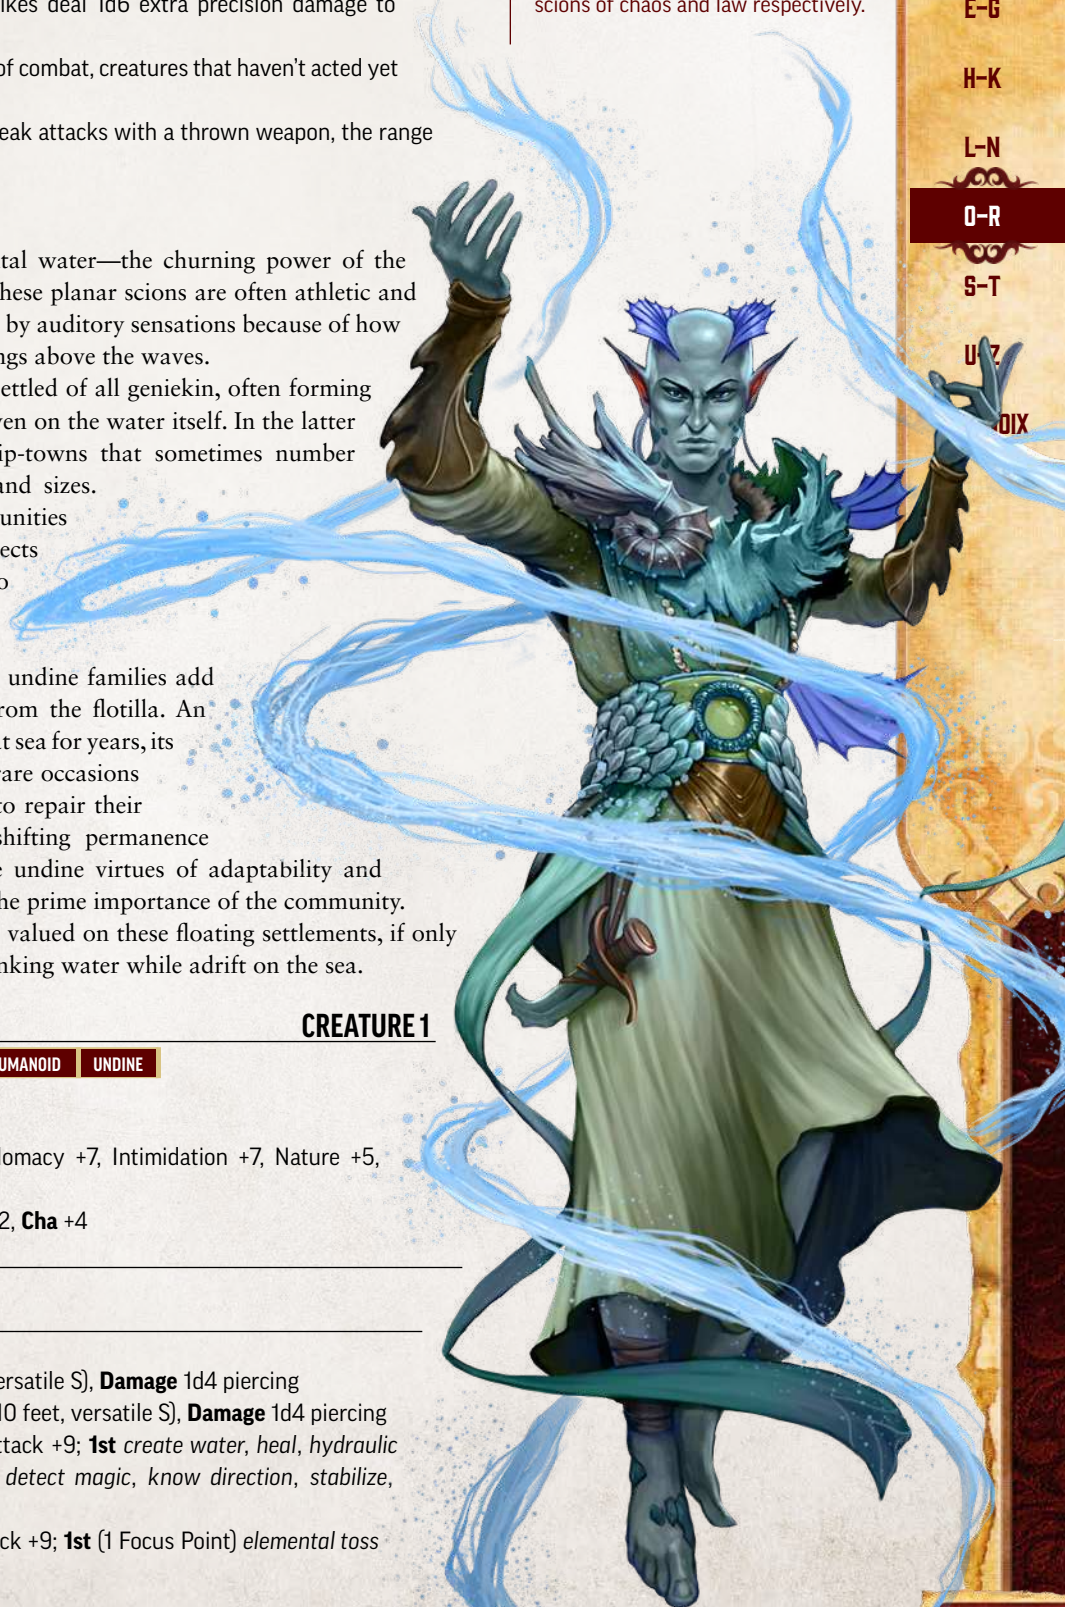 ikes deal 1d6 extra precision damage to
of combat, creatures that haven't acted yet
eak attacks with a thrown weapon, the range
tal water—the churning power of the
hese planar scions are often athletic and
by auditory sensations because of how
ngs above the waves.
ettled of all geniekin, often forming
ven on the water itself. In the latter
ip-towns that sometimes number
and sizes.
unities
ects
o
undine families add
rom the flotilla. An
at sea for years, its
rare occasions
to repair their
shifting permanence
e undine virtues of adaptability and
he prime importance of the community.
valued on these floating settlements, if only
nking water while adrift on the sea.
CREATURE 1
UMANOID UNDINE
lomacy +7, Intimidation +7, Nature +5,
2, Cha +4
ersatile S), Damage 1d4 piercing
10 feet, versatile S), Damage 1d4 piercing
ttack +9; 1st create water, heal, hydraulic
detect magic, know direction, stabilize,
ck +9; 1st (1 Focus Point) elemental toss
scions of chaos and law respectively.
E–G
H–K
L–N
O–R
S–T
U–Z
DIX